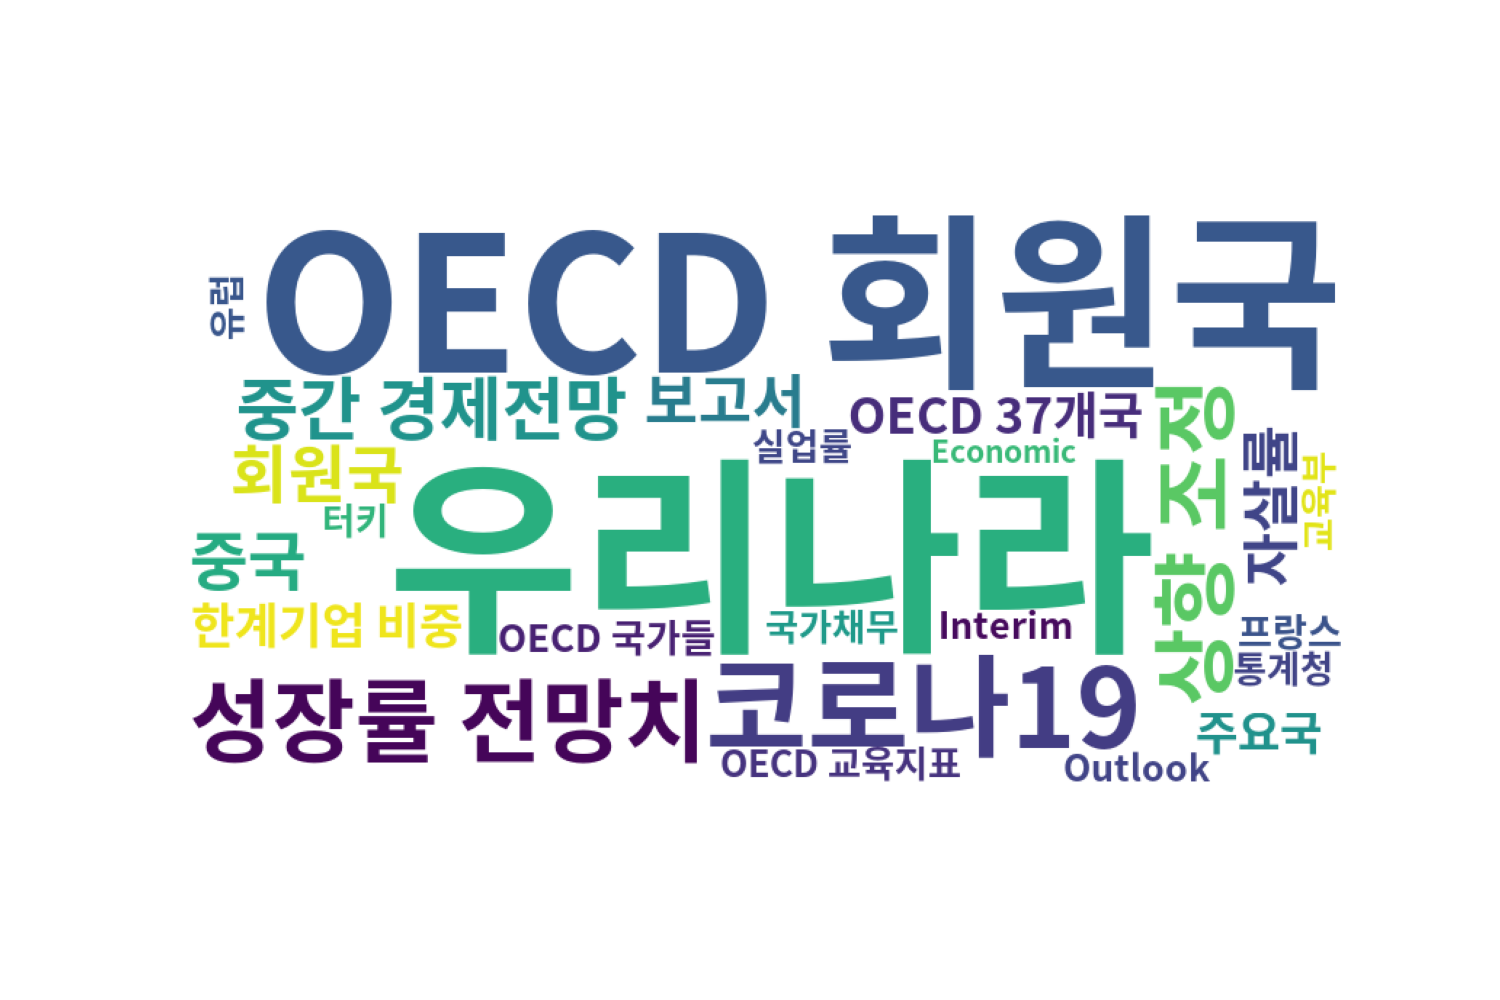 유럽
OECD 회원국
중간 경제전망
보고서
OECD 37개국
실업률
Economic
회원국
터키
우리나라
상향 조정
자살률
교육부
중국
한계기업 비중
OECD 국가들
국가채무
Interim
프랑스
통계청
성장률 전망치
코로나19
주요국
OECD 교육지표
Outlook